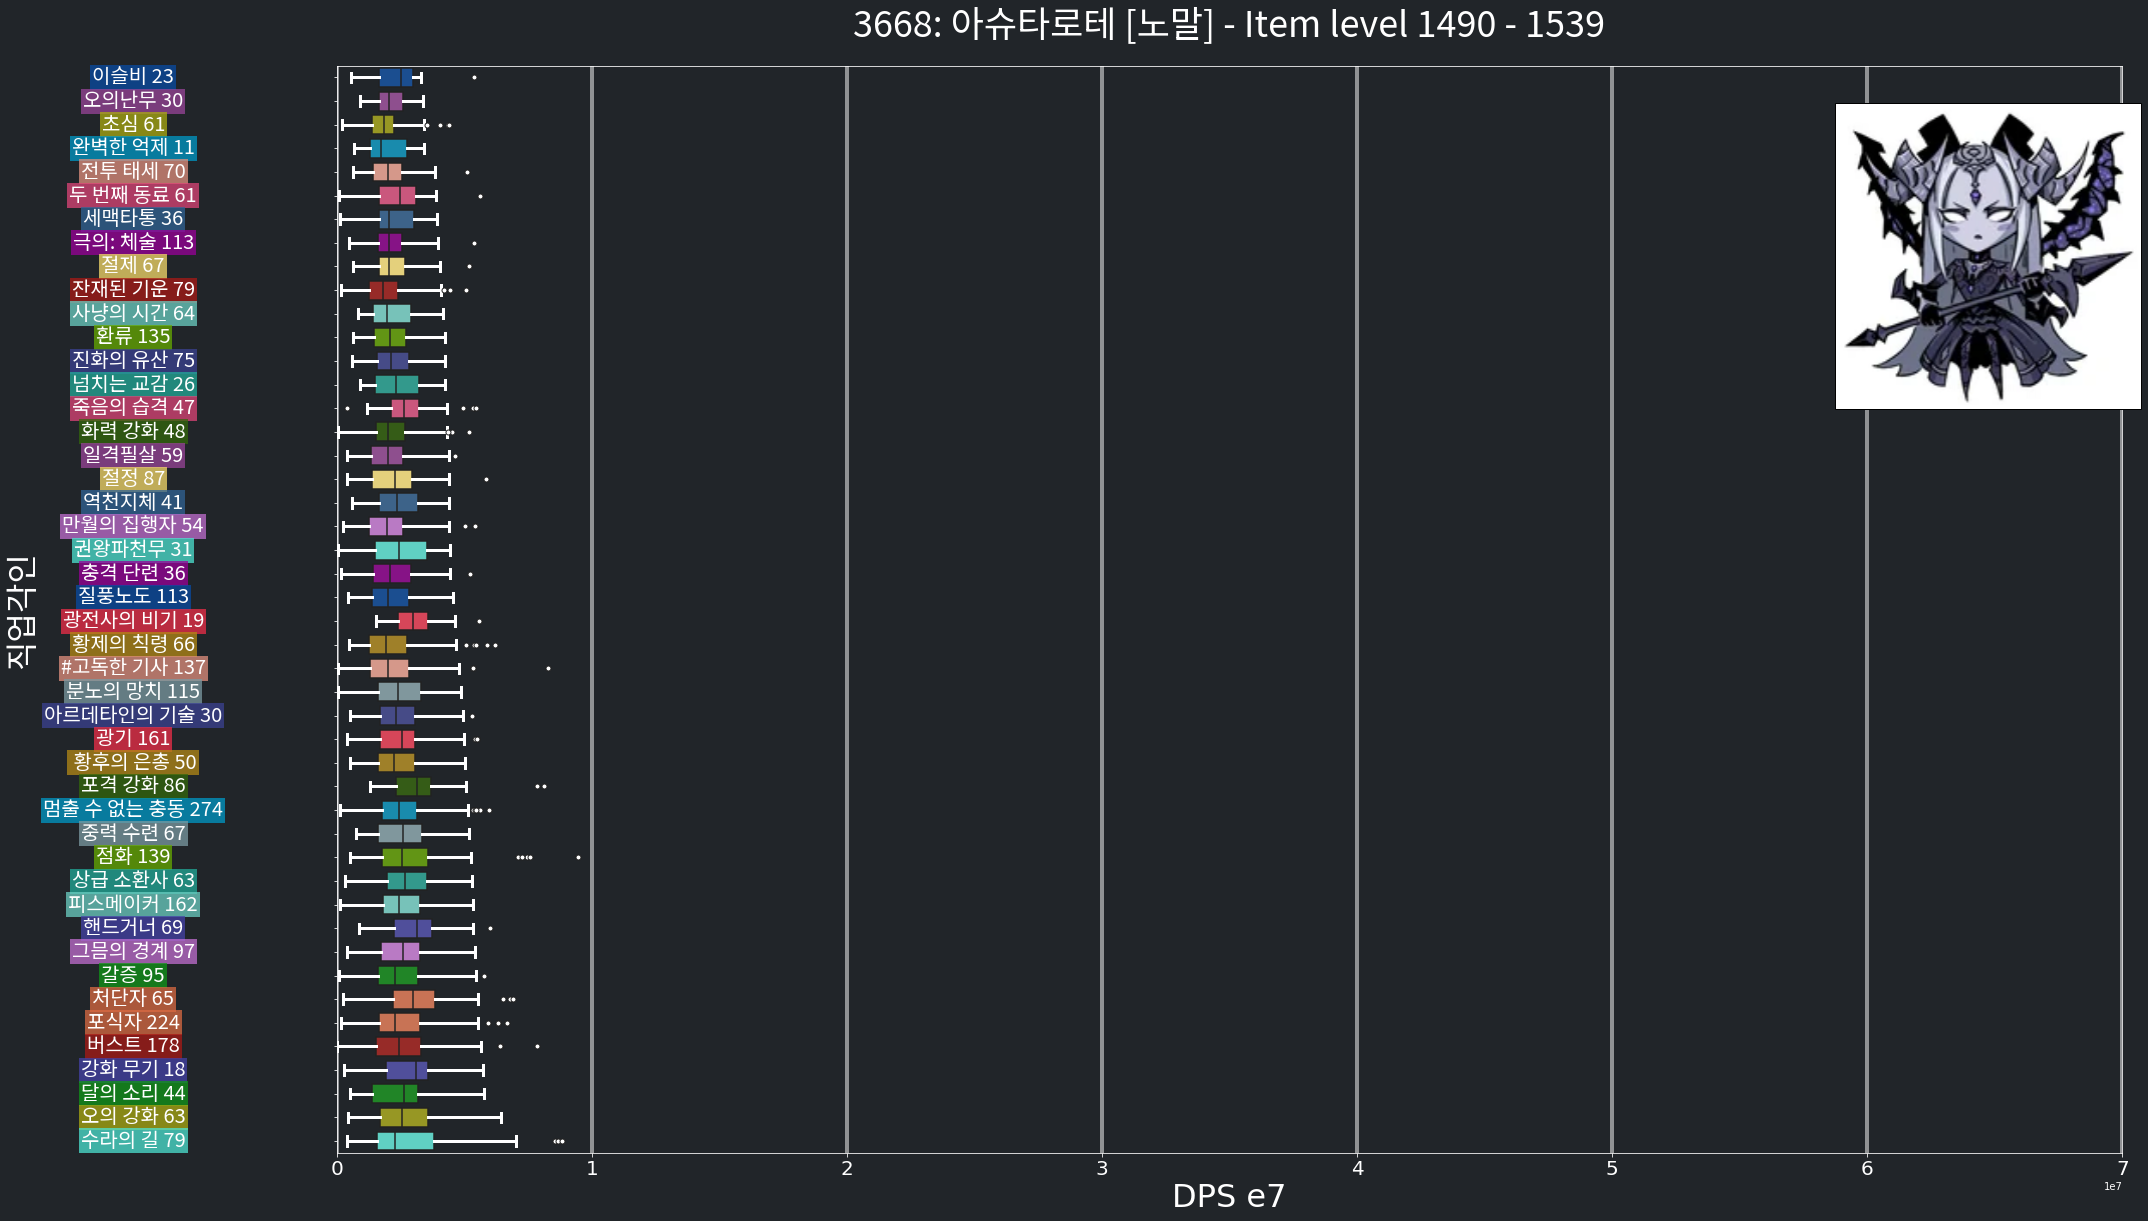 3668: 아슈타로테 [노말] - Item level 1490 - 1539
직업각인
이슬비 23
오의난무 30
초심 61
완벽한 억제 11
전투 태세 70
두 번째 동료 61
세맥타통 36
극의: 체술 113
절제 67
잔재된 기운 79
사냥의 시간 64
환류 135
진화의 유산 75
넘치는 교감 26
죽음의 습격 47
화력 강화 48
일격필살 59
절정 87
역천지체 41
만월의 집행자 54
권왕파천무 31
충격 단련 36
질풍노도 113
광전사의 비기 19
황제의 칙령 66
#고독한 기사 137
분노의 망치 115
아르데타인의 기술 30
광기 161
황후의 은총 50
포격 강화 86
멈출 수 없는 충동 274
중력 수련 67
점화 139
상급 소환사 63
피스메이커 162
핸드거너 69
그믐의 경계 97
갈증 95
처단자 65
포식자 224
버스트 178
강화 무기 18
달의 소리 44
오의 강화 63
수라의 길 79
0 1 2 3 4 5 6 7
1e7
DPS e7